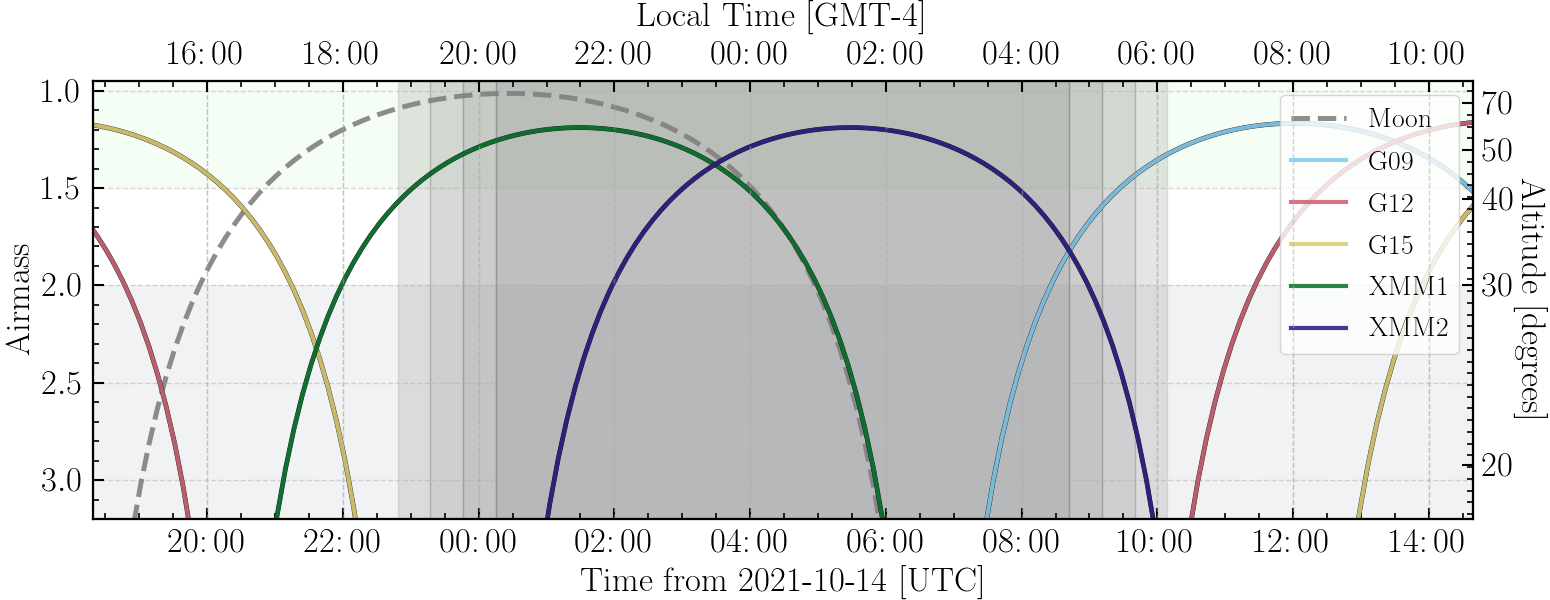 Local Time [GMT-4]
16:00 18:00 20:00 22:00 00:00 02:00 04:00 06:00 08:00 10:00
1.0
1.5
2.0
2.5
3.0
Airmass
70
50
40
30
20
Altitude [degrees]
Moon
G09
G12
G15
XMM1
XMM2
20:00 22:00 00:00 02:00 04:00 06:00 08:00 10:00 12:00 14:00
Time from 2021-10-14 [UTC]